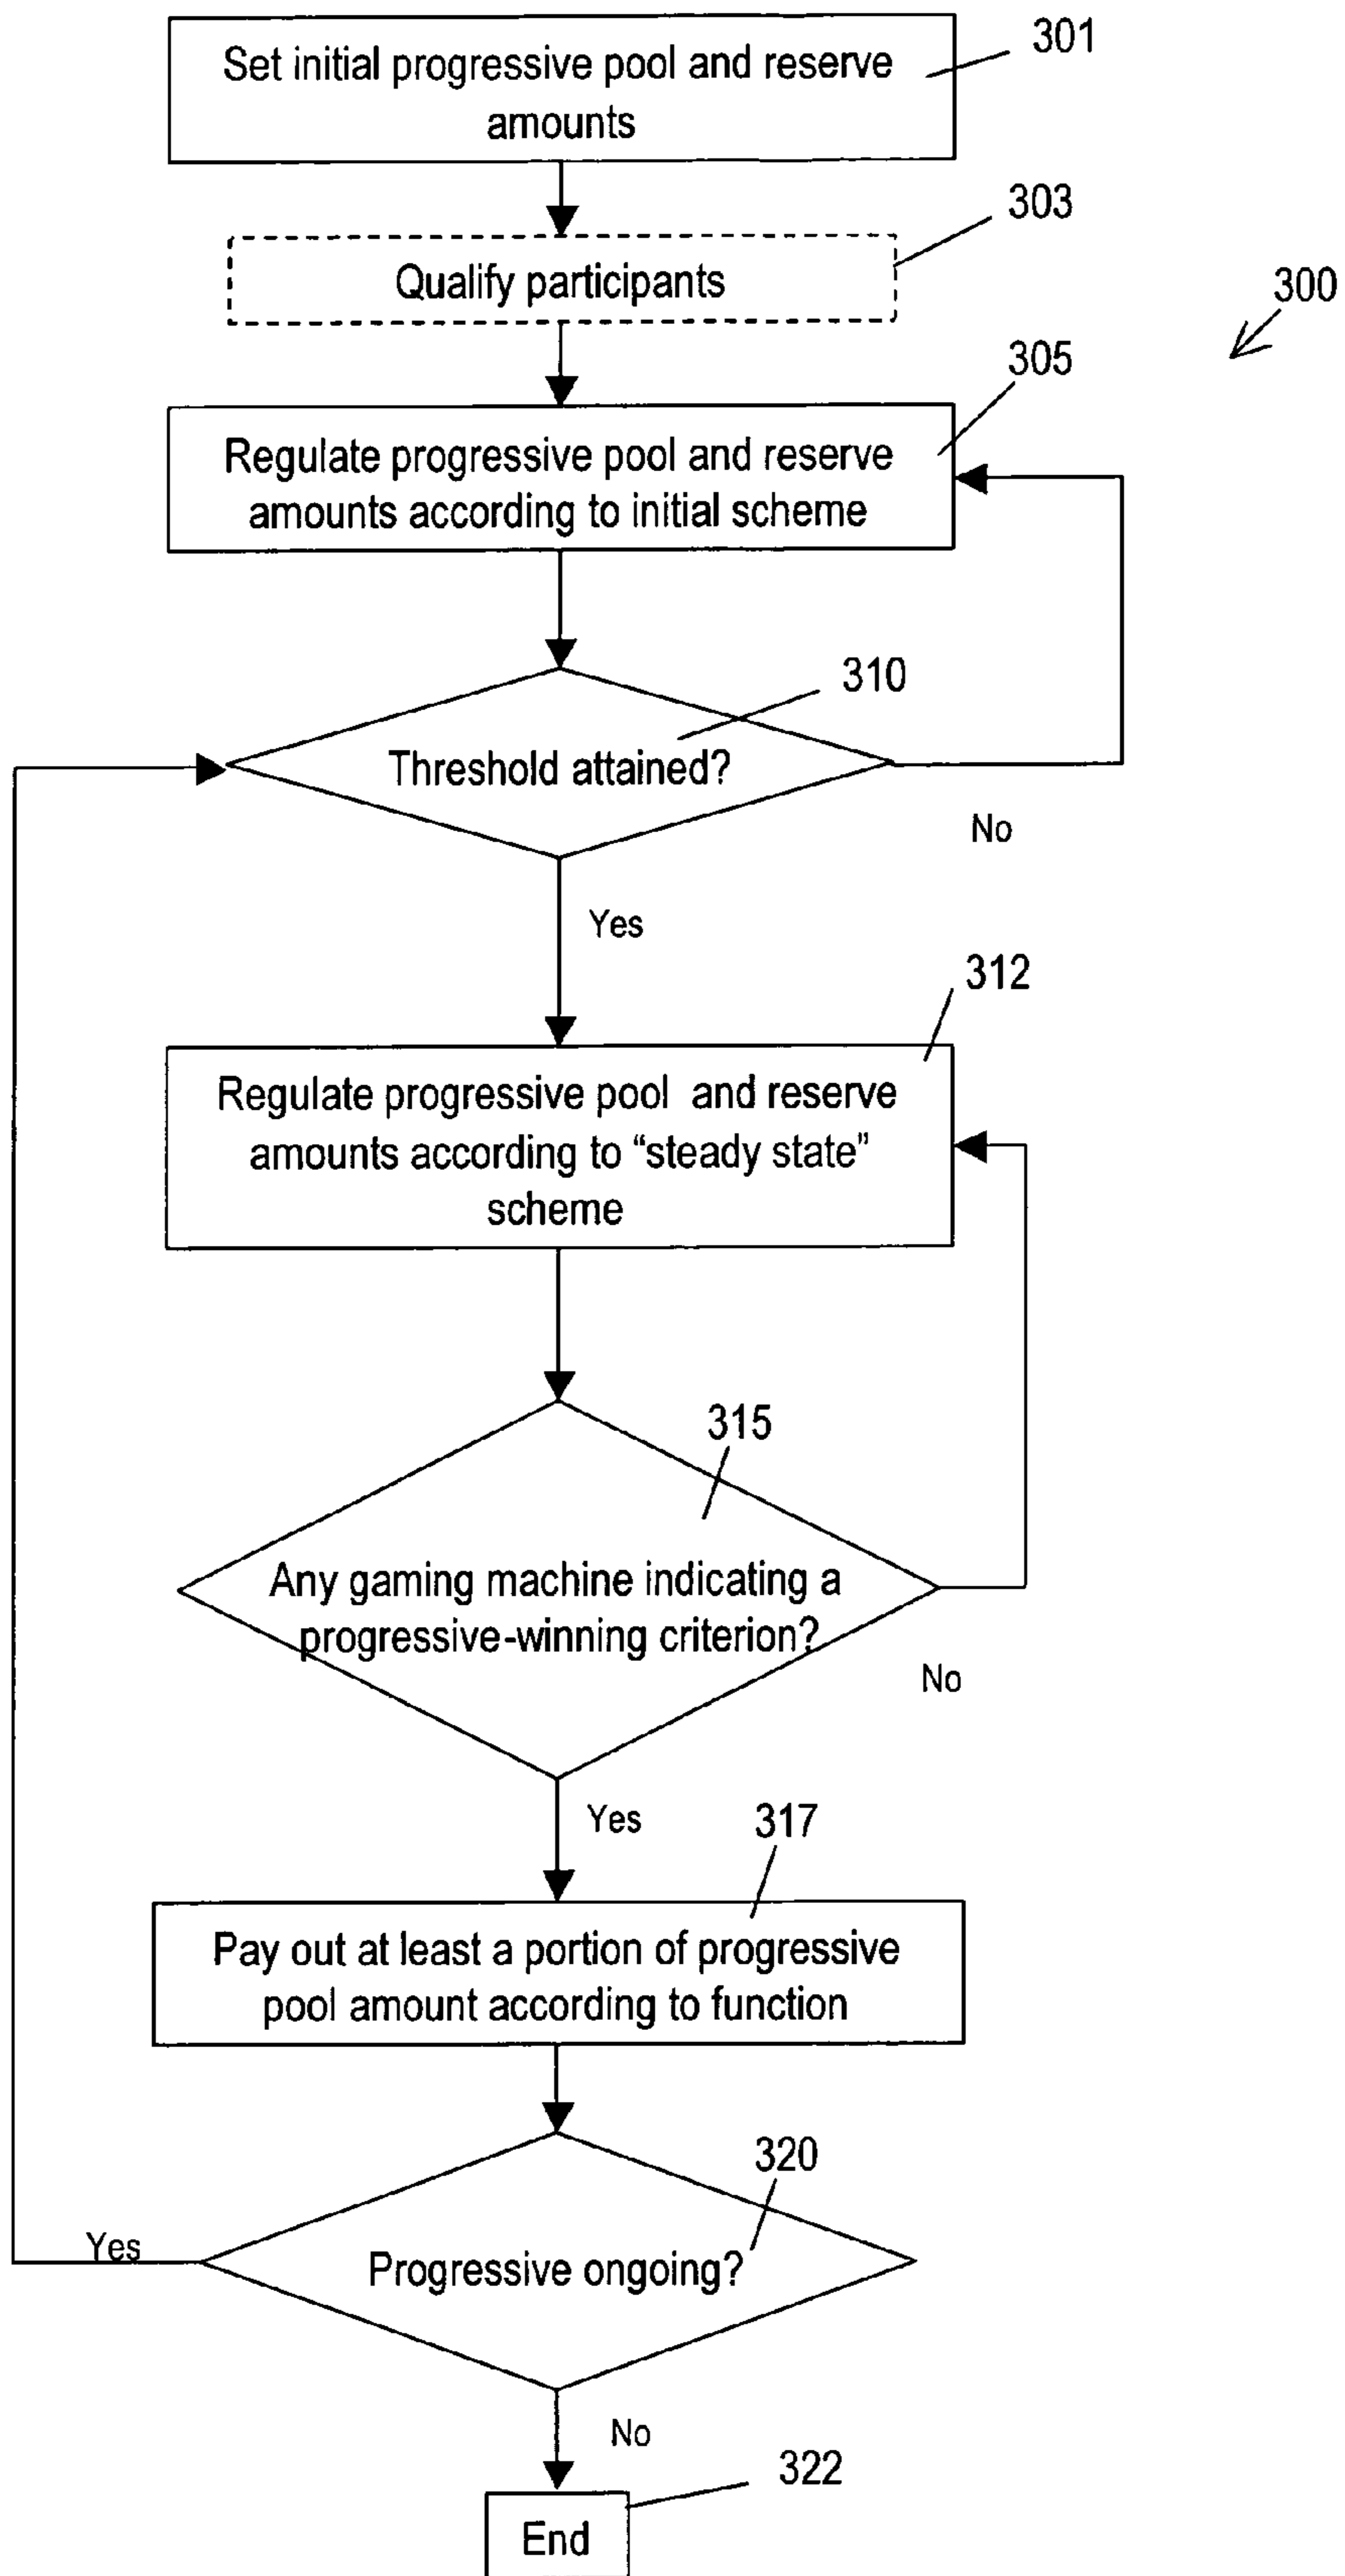 301
Set initial progressive pool and reserve
amounts
303
Qualify participants
300
305
Regulate progressive pool and reserve
amounts according to initial scheme
310
Threshold attained?
No
Yes
312
Regulate progressive pool and reserve
amounts according to “steady state”
scheme
315
Any gaming machine indicating a
progressive-winning criterion?
No
Yes
317
Pay out at least a portion of progressive
pool amount according to function
320
Yes
Progressive ongoing?
No
322
End